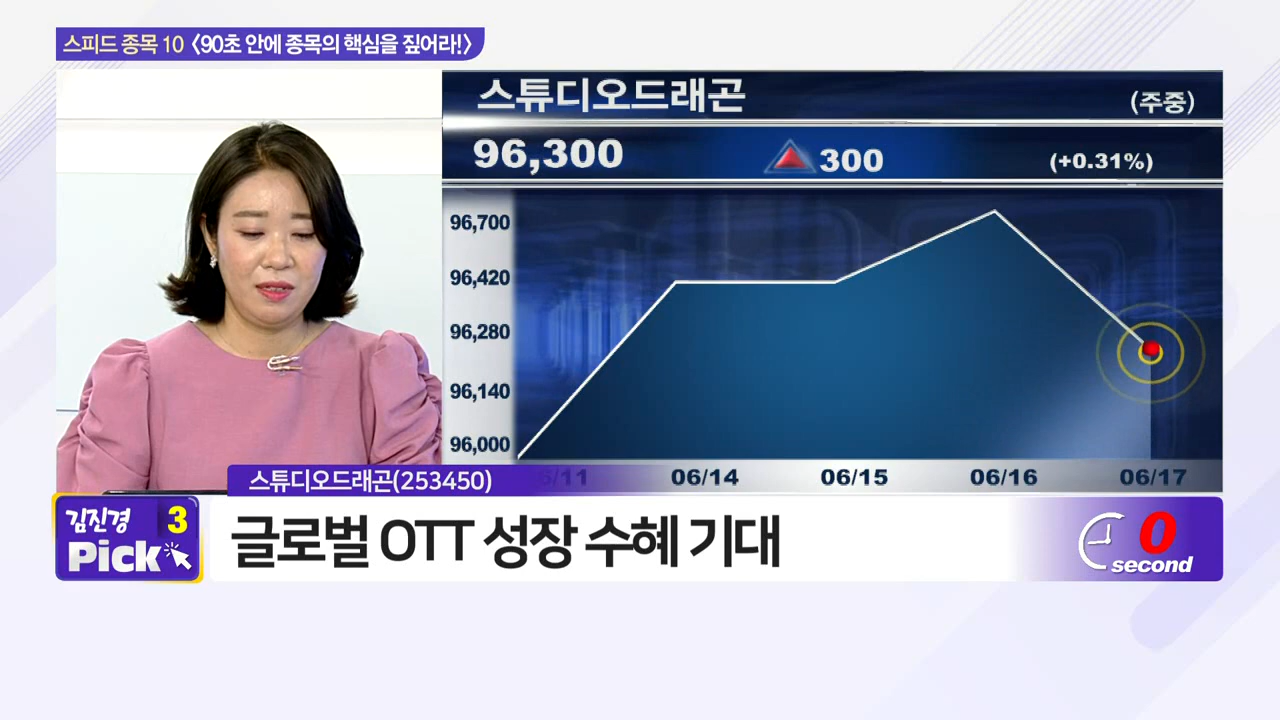 스피드 종목 10 〈90초 안에 종목의 핵심을 짚어라!〉
스튜디오드래곤 (주중)
96,300 ▲ 300 (+0.31%)
96,700
96,420
96,280
96,140
96,000
6/11 06/14 06/15 06/16 06/17
스튜디오드래곤(253450)
김진경 3
Pick
글로벌 OTT 성장 수혜 기대
0
second